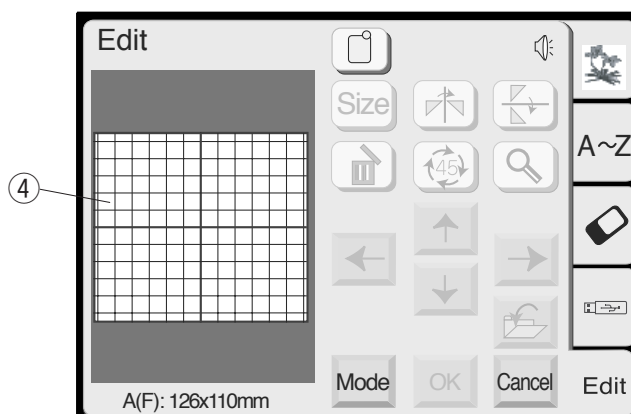 Edit
Size
A~Z
45
④
Mode
OK
Cancel
Edit
A(F): 126x110mm